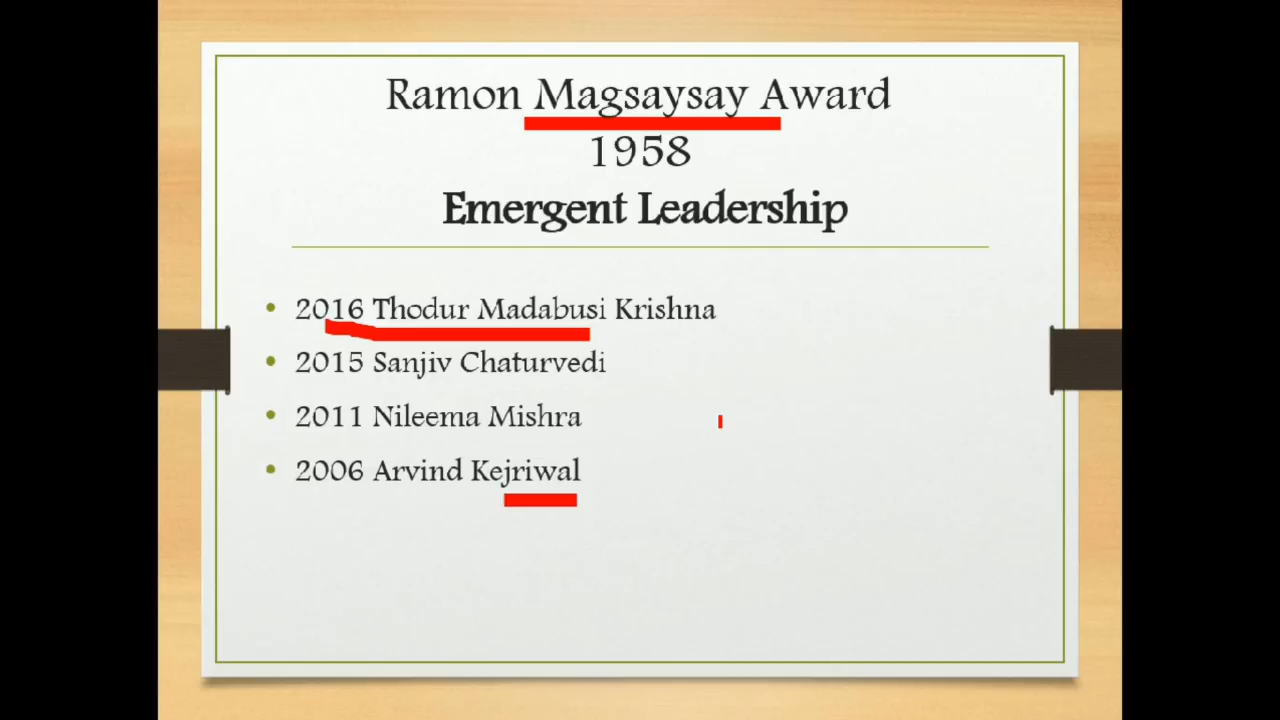 Ramon Magsaysay Award
1958
Emergent Leadership
• 2016 Thodur Madabusi Krishna
• 2015 Sanjiv Chaturvedi
• 2011 Nileema Mishra
• 2006 Arvind Kejriwal